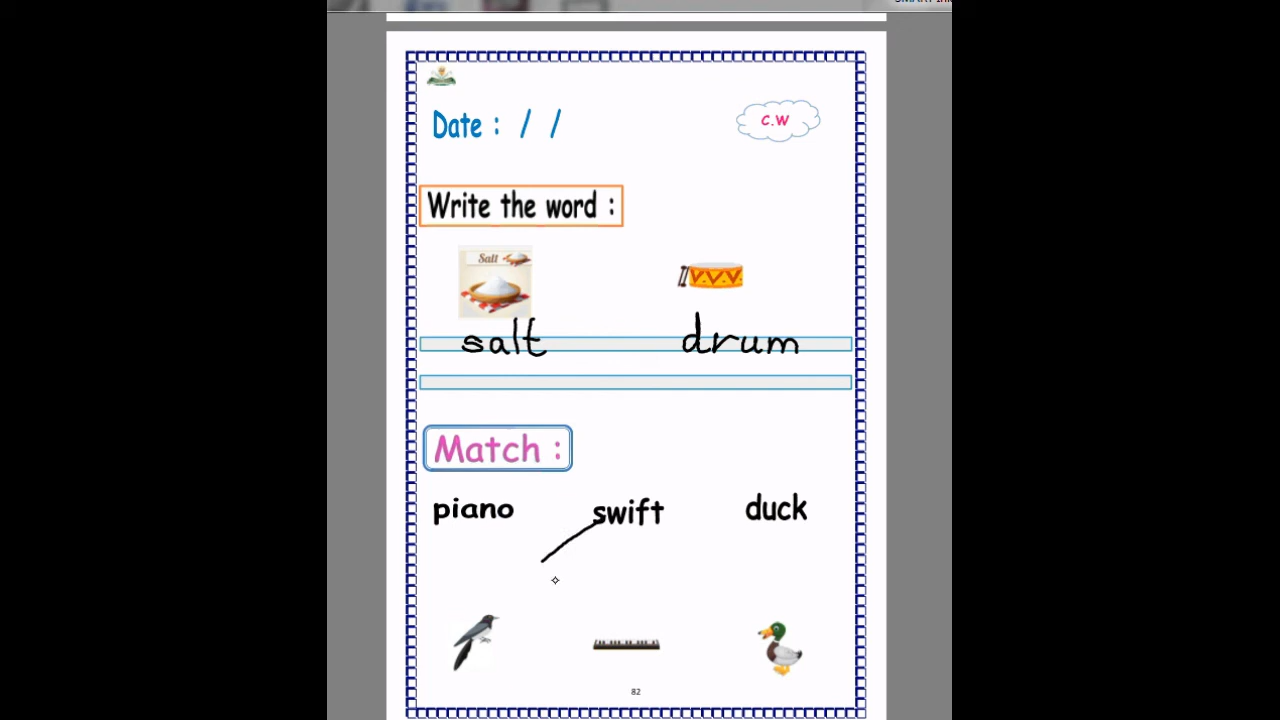 Date : / /
C.W
Write the word :
Salt
salt drum
Match :
piano swift duck
82